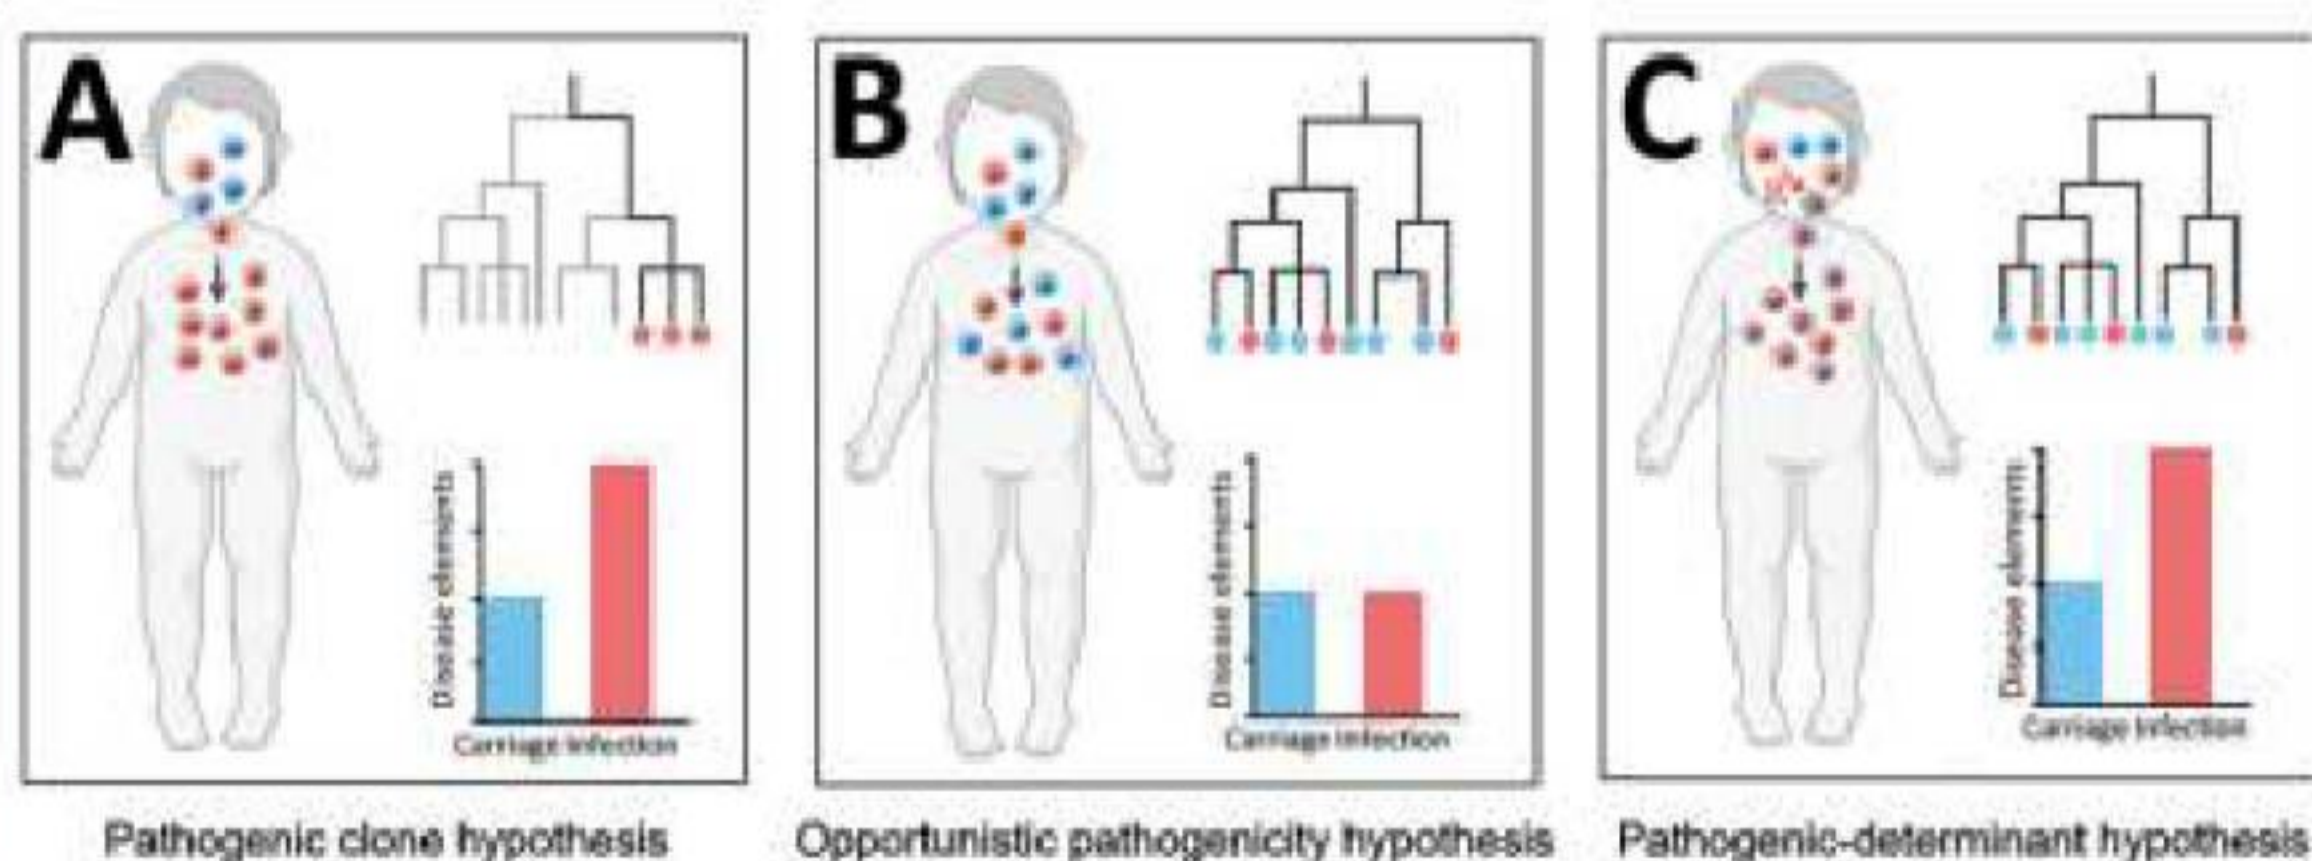 A
B
C
Disease elements
Carriage Infection
Disease elements
Carriage Infection
Disease
Carriage Infection
Pathogenic clone hypothesis
Opportunistic pathogenicity hypothesis
Pathogenic-determinant hypothesis